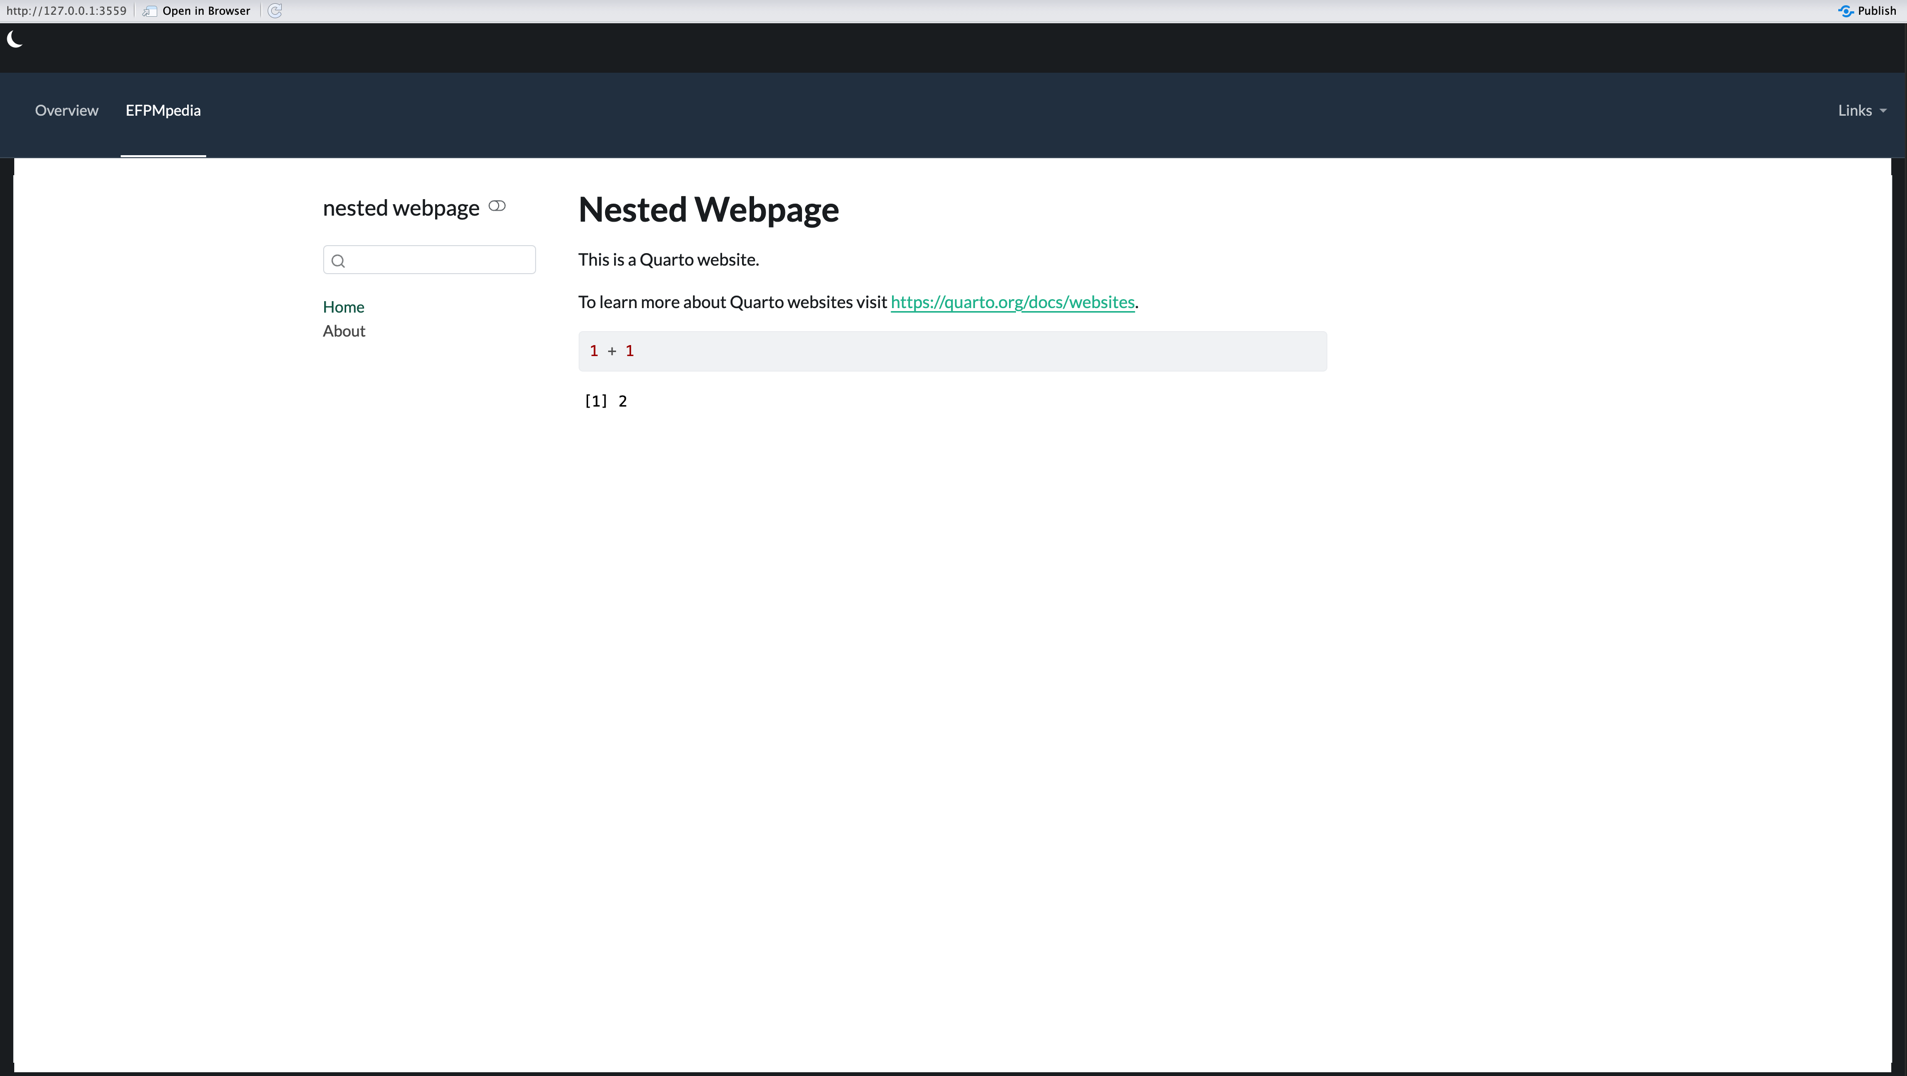 http://127.0.0.1:3559 Open in Browser Publish
Overview EFPMpedia Links
nested webpage
Home
About
Nested Webpage
This is a Quarto website.
To learn more about Quarto websites visit https://quarto.org/docs/websites.
1 + 1
[1] 2